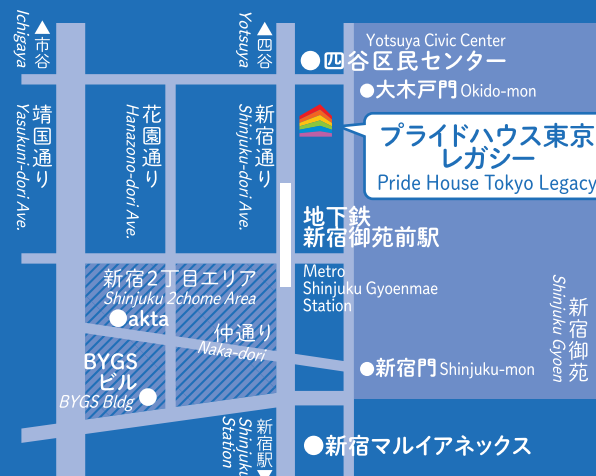 ▲市谷
Ichigaya
▲四谷
Yotsuya
Yotsuya Civic Center
四谷区民センター
大木戸門 Okido-mon
靖国通り
Yasukuni-dori Ave.
花園通り
Hanazono-dori Ave.
新宿通り
Shinjuku-dori Ave.
プライドハウス東京
レガシー
Pride House Tokyo Legacy
地下鉄
新宿御苑前駅
Metro
Shinjuku Gyoenmae
Station
新宿2丁目エリア
Shinjuku 2chome Area
akta
仲通り
Naka-dori
BYGS
ビル
BYGS Bldg
新宿御苑
Shinjuku Gyoen
新宿門 Shinjuku-mon
新宿駅▼
Shinjuku
Station
新宿マルイアネックス